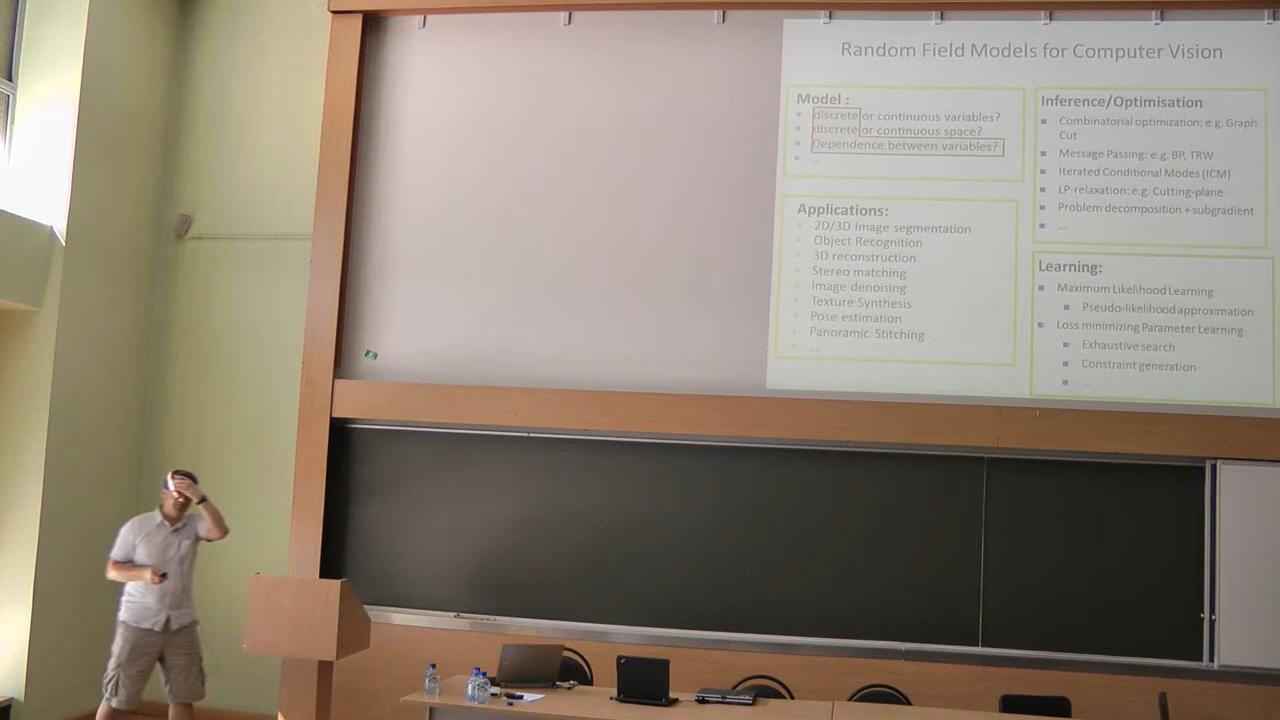 Random Field Models for Computer Vision
Model :
discrete or continuous variables?
discrete or continuous space?
Dependence between variables?
...
Applications:
2D/3D Image segmentation
Object Recognition
3D reconstruction
Stereo matching
Image denoising
Texture Synthesis
Pose estimation
Panoramic Stitching
...
Inference/Optimisation
Combinatorial optimization: e.g. Graph
Cut
Message Passing: e.g. BP, TRW
Iterated Conditional Modes (ICM)
LP-relaxation: e.g. Cutting-plane
Problem decomposition + subgradient
...
Learning:
Maximum Likelihood Learning
Pseudo-likelihood approximation
Loss minimizing Parameter Learning
Exhaustive search
Constraint generation
...